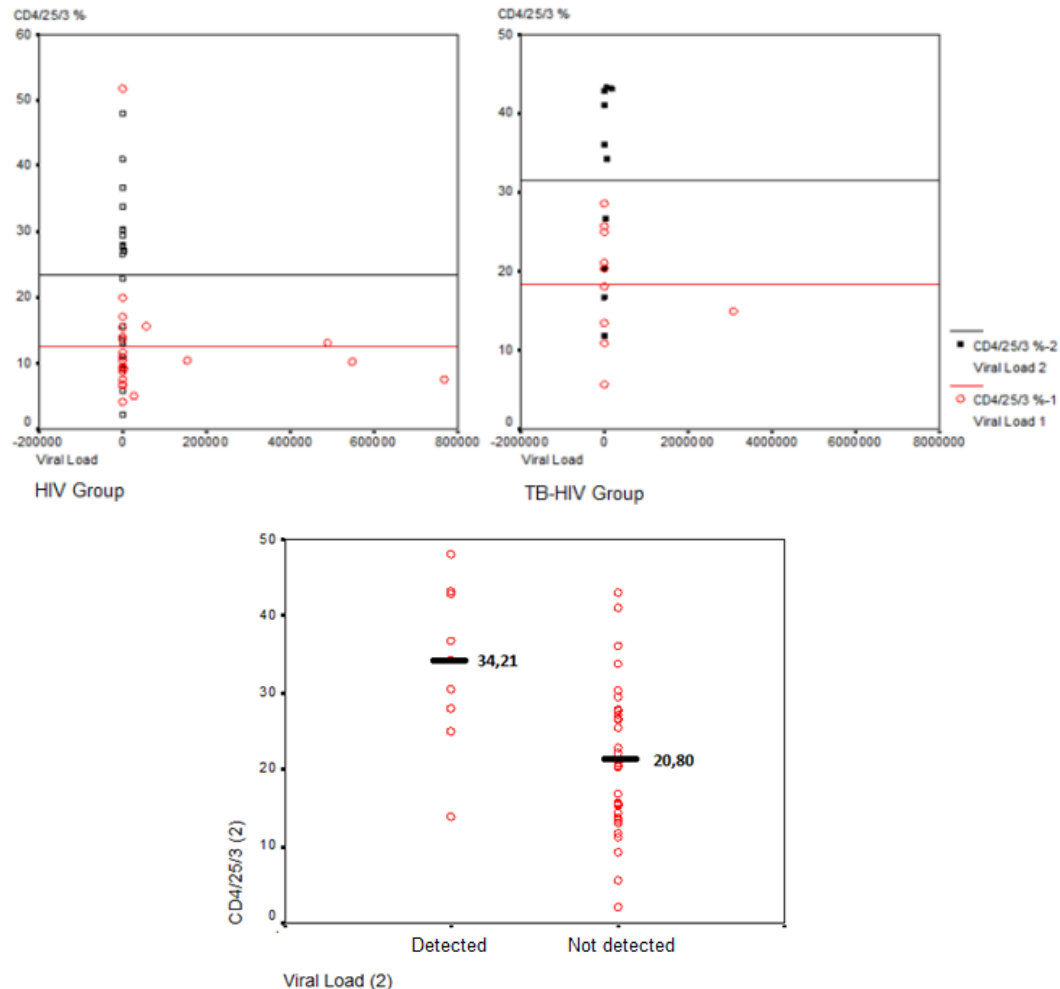 CD4/25/3 %
60
50
40
30
20
10
0
-200000 0 200000 400000 600000 800000
Viral Load
HIV Group
CD4/25/3 %
50
40
30
20
10
0
-2000000 0 2000000 4000000 6000000 8000000
Viral Load
TB-HIV Group
CD4/25/3 %-2
Viral Load 2
CD4/25/3 %-1
Viral Load 1
50
40
30
20
10
0
CD4/25/3 (2)
34,21
20,80
Detected Not detected
Viral Load (2)